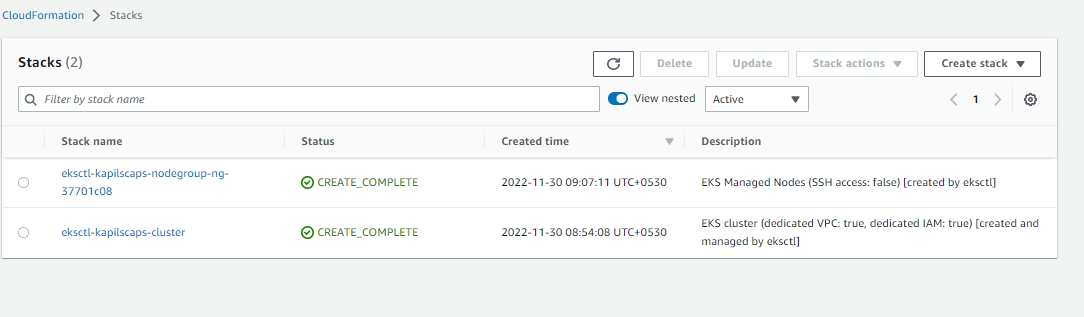 CloudFormation > Stacks
Stacks (2)
Delete
Update
Stack actions
Create stack
Filter by stack name
View nested
Active
1
Stack name
Status
Created time
Description
eksctl-kapilscaps-nodegroup-ng-
37701c08
CREATE_COMPLETE
2022-11-30 09:07:11 UTC+0530
EKS Managed Nodes (SSH access: false) [created by eksctl]
eksctl-kapilscaps-cluster
CREATE_COMPLETE
2022-11-30 08:54:08 UTC+0530
EKS cluster (dedicated VPC: true, dedicated IAM: true) [created and
managed by eksctl]